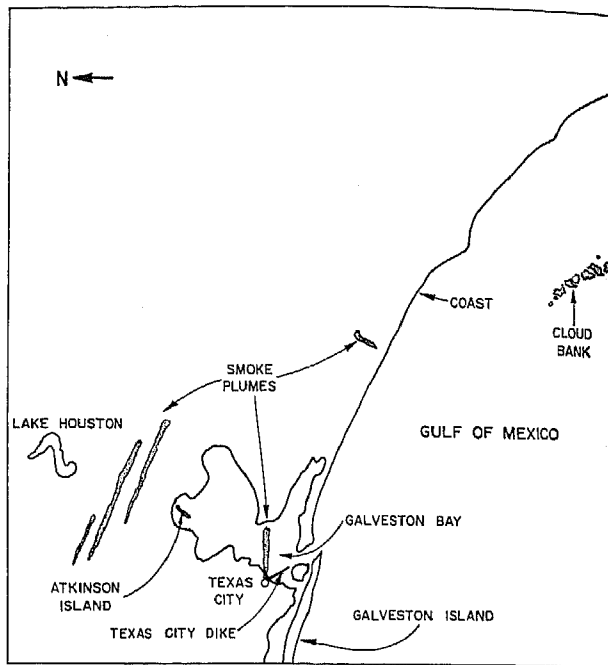 N
COAST
CLOUD
BANK
SMOKE
PLUMES
LAKE HOUSTON
GULF OF MEXICO
GALVESTON BAY
ATKINSON
ISLAND
TEXAS
CITY
TEXAS CITY DIKE
GALVESTON ISLAND